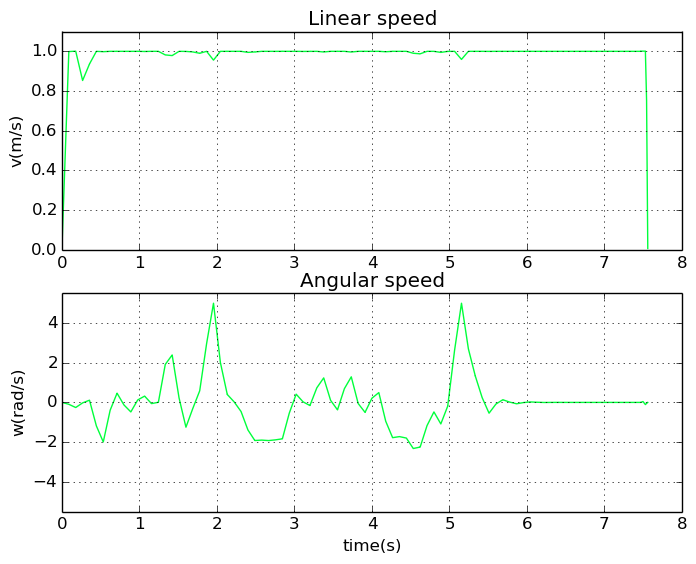 Linear speed
1.0
0.8
0.6
0.4
0.2
0.0
v(m/s)
0 1 2 3 4 5 6 7 8
Angular speed
4
2
0
−2
−4
w(rad/s)
0 1 2 3 4 5 6 7 8
time(s)